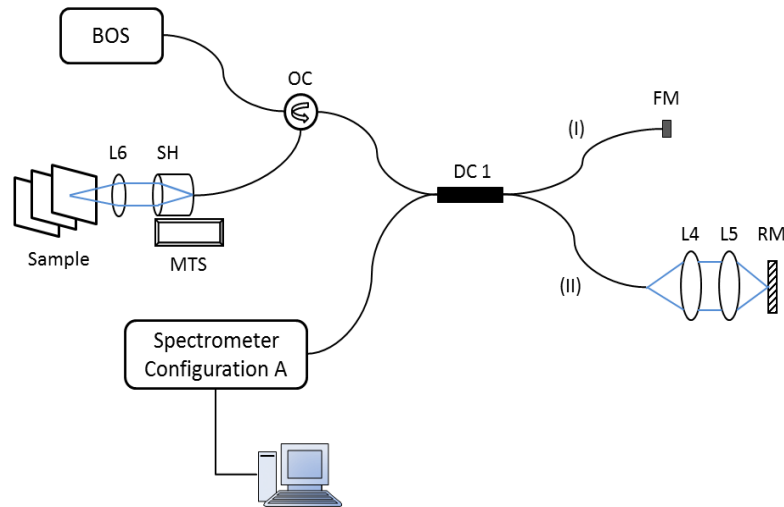 BOS
OC
FM
(I)
L6 SH
DC 1
L4 L5 RM
Sample
MTS
(II)
Spectrometer
Configuration A